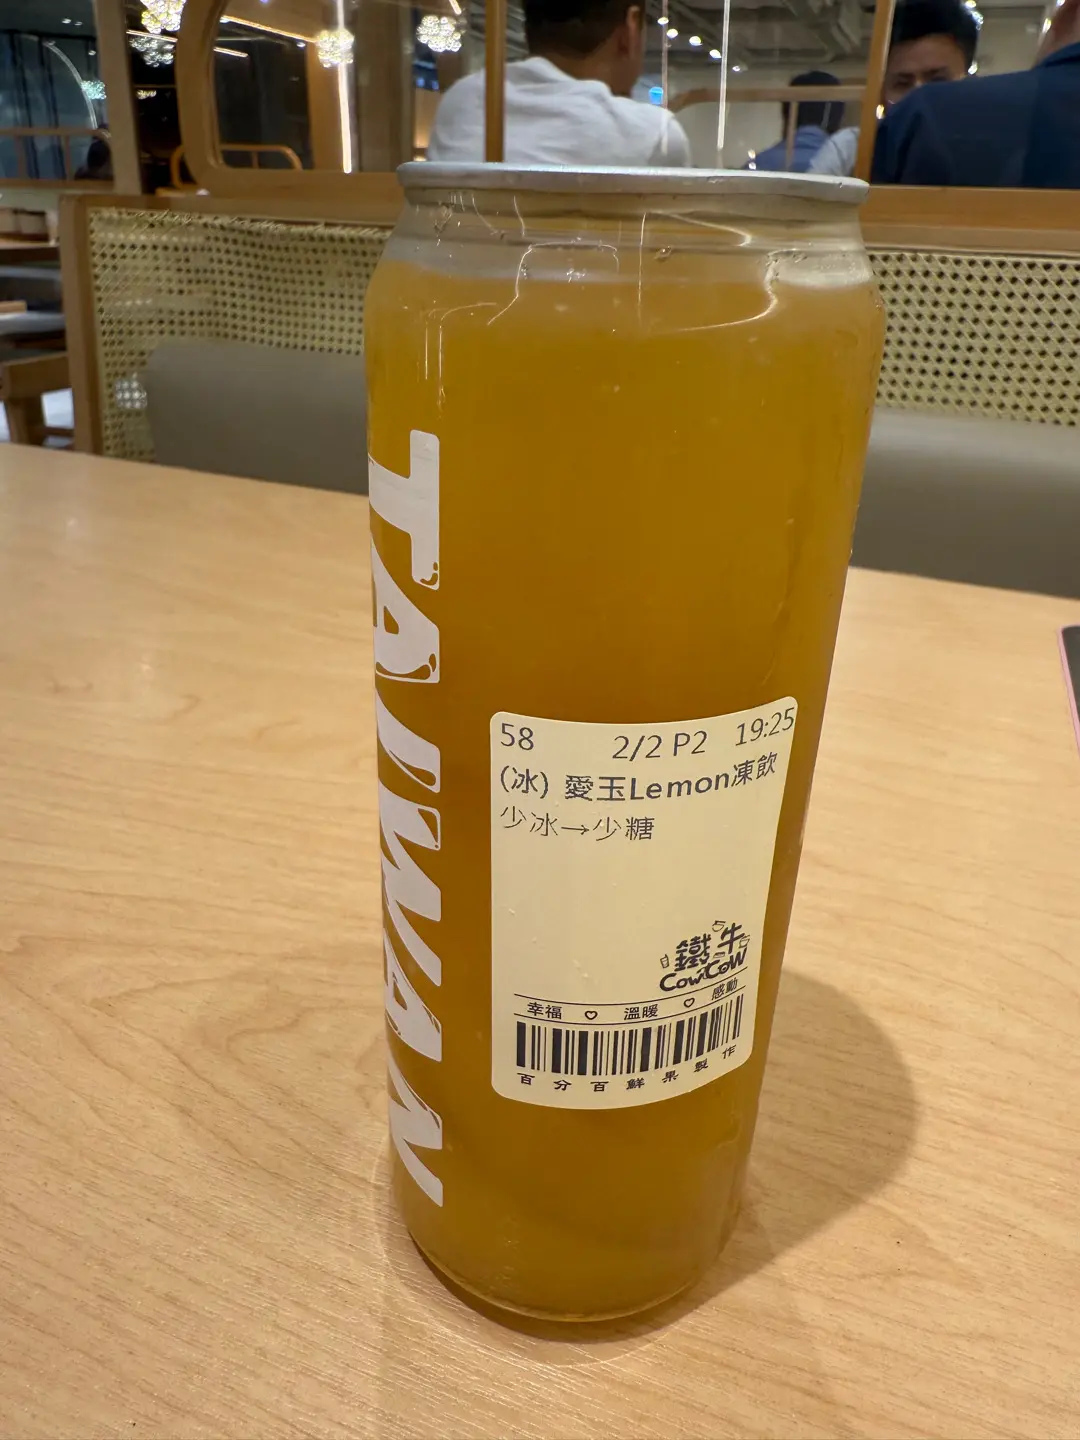 TAIWAN
58 2/2 P2 19:25
(冰) 愛玉Lemon凍飲
少冰→少糖
鐵牛
CowCoW
幸福 ♡ 溫暖 ♡ 感動
百分百鮮果製作